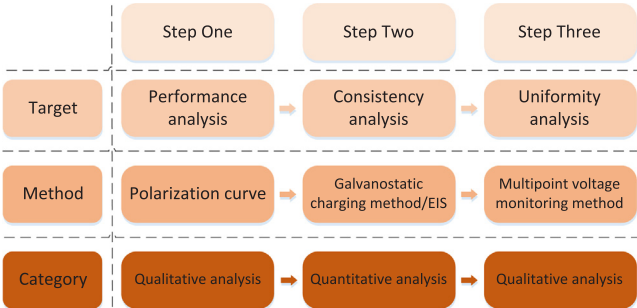 Step One
Step Two
Step Three
Target
Performance
analysis
Consistency
analysis
Uniformity
analysis
Method
Polarization curve
Galvanostatic
charging method/EIS
Multipoint voltage
monitoring method
Category
Qualitative analysis
Quantitative analysis
Qualitative analysis